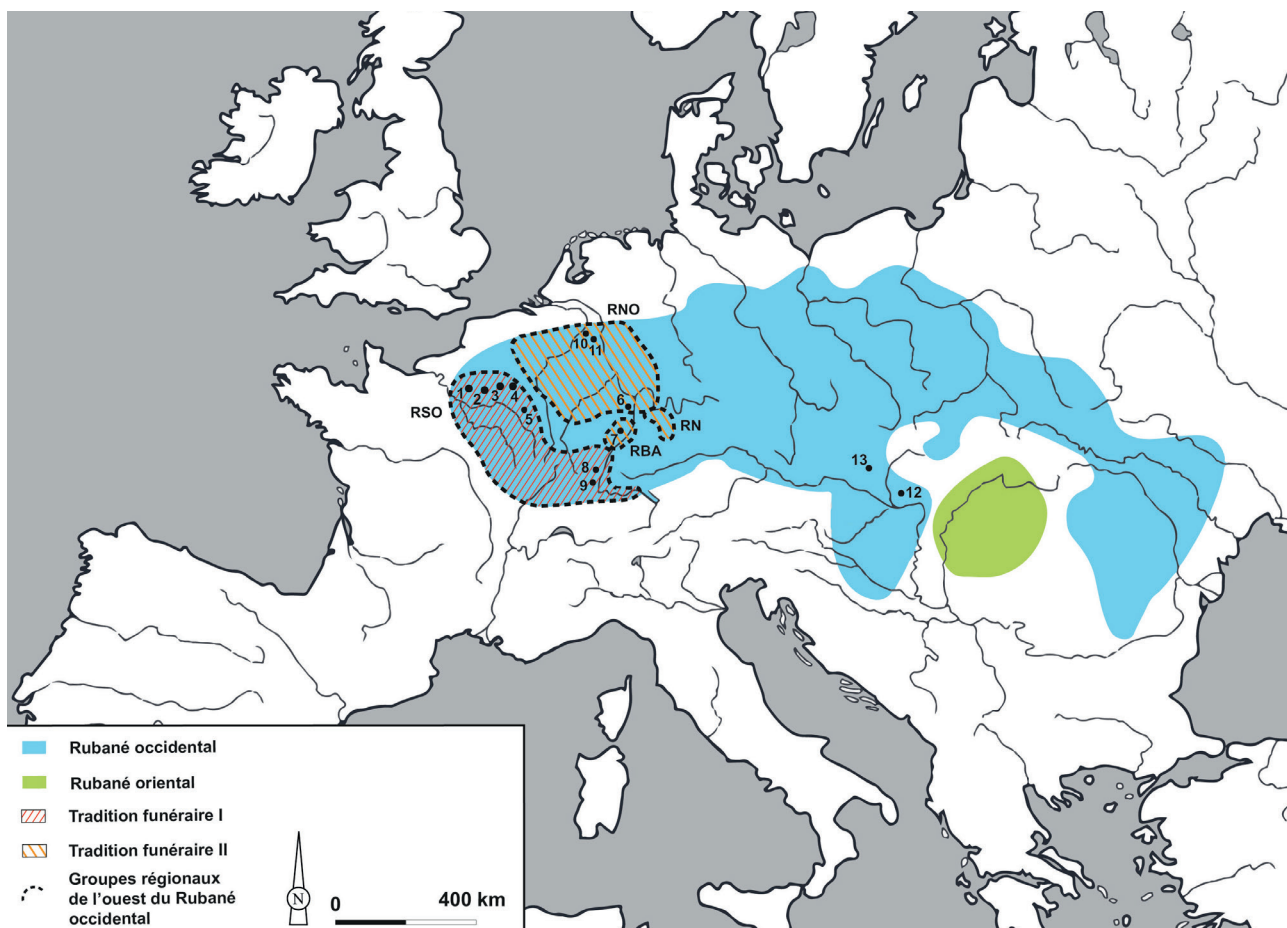 RNO
10
11
1
2
3
4
5
RSO
6
7
RN
RBA
8
9
13
12
Rubané occidental
Rubané oriental
Tradition funéraire I
Tradition funéraire II
Groupes régionaux
de l’ouest du Rubané
occidental
N
0
400 km